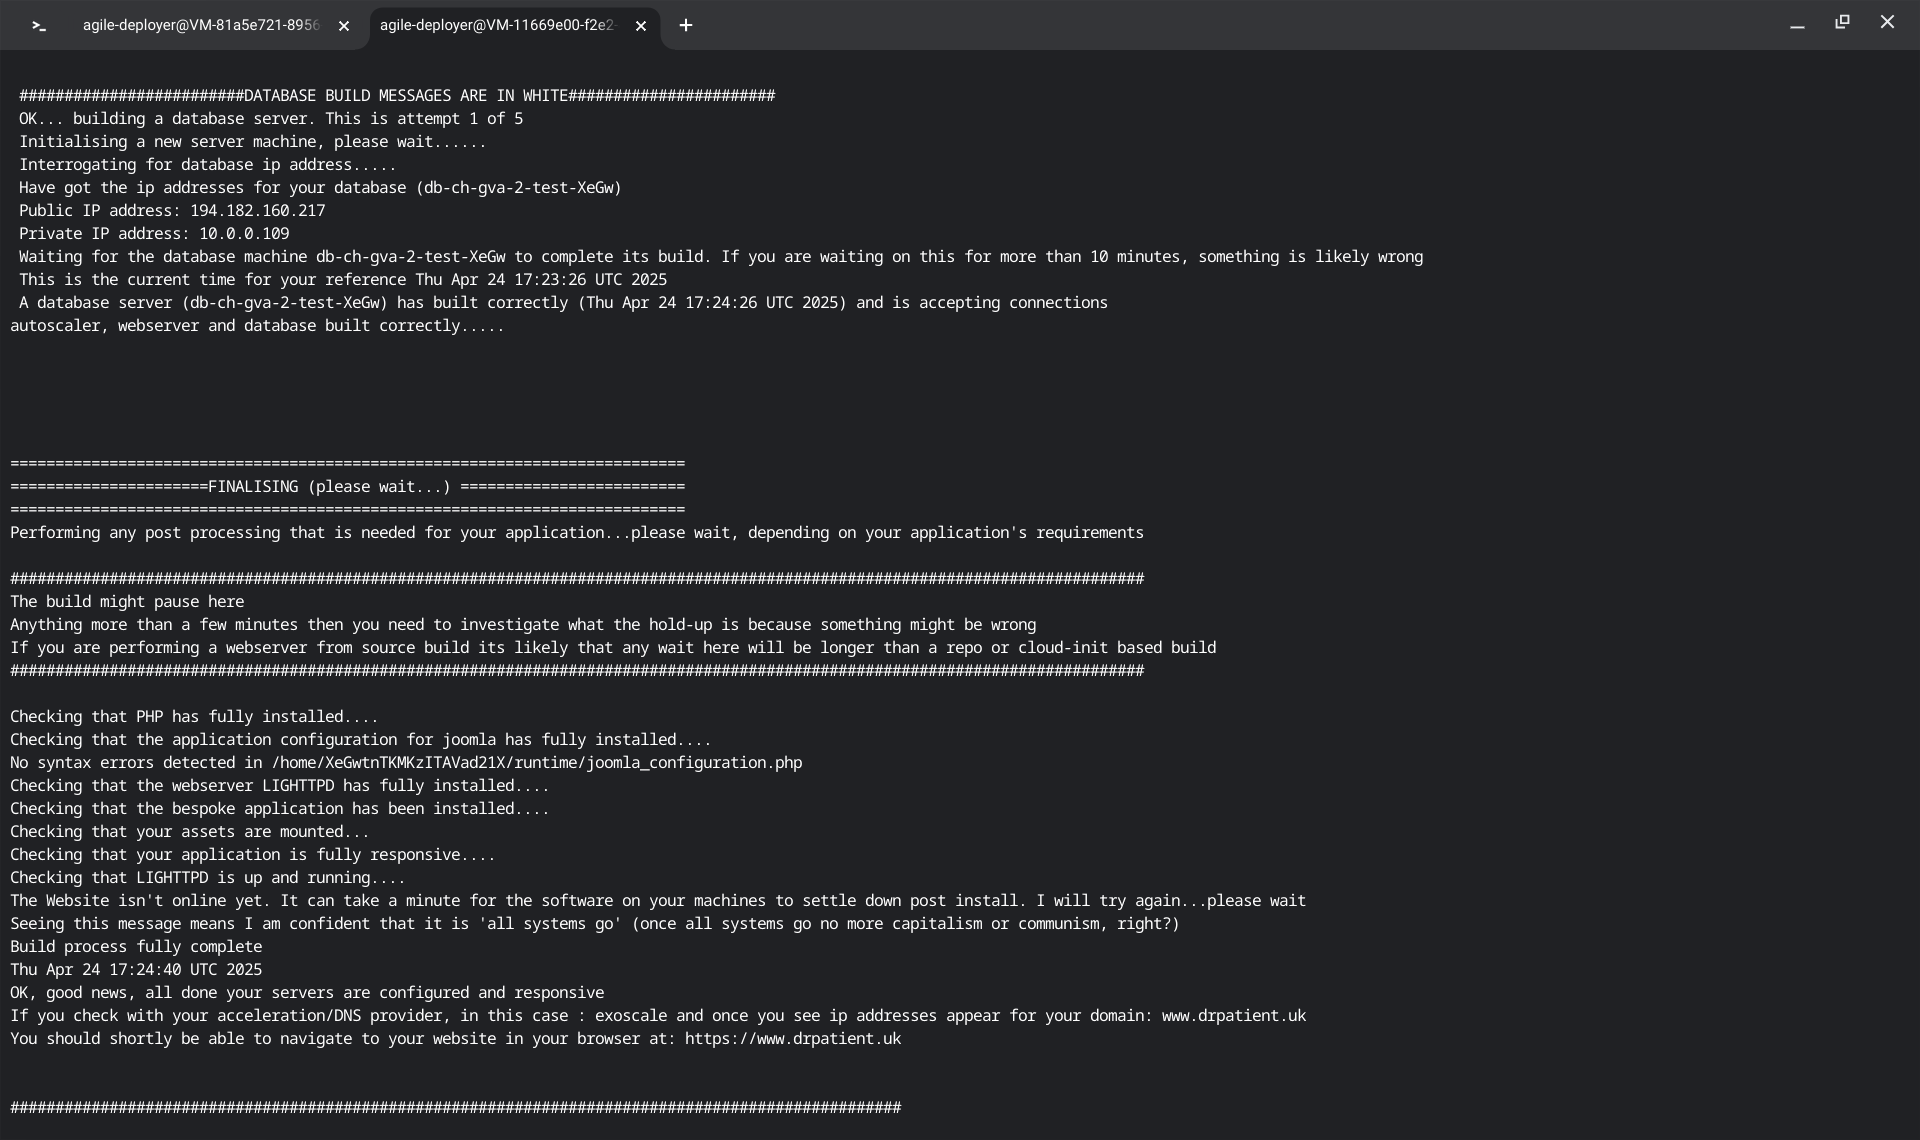 agile-deployer@VM-81a5e721-8956
agile-deployer@VM-11669e00-f2e2-
#########################DATABASE BUILD MESSAGES ARE IN WHITE#######################
OK... building a database server. This is attempt 1 of 5
Initialising a new server machine, please wait......
Interrogating for database ip address.....
Have got the ip addresses for your database (db-ch-gva-2-test-XeGw)
Public IP address: 194.182.160.217
Private IP address: 10.0.0.109
Waiting for the database machine db-ch-gva-2-test-XeGw to complete its build. If you are waiting on this for more than 10 minutes, something is likely wrong
This is the current time for your reference Thu Apr 24 17:23:26 UTC 2025
A database server (db-ch-gva-2-test-XeGw) has built correctly (Thu Apr 24 17:24:26 UTC 2025) and is accepting connections
autoscaler, webserver and database built correctly.....
===========================================================================
======================FINALISING (please wait...) =========================
===========================================================================
Performing any post processing that is needed for your application...please wait, depending on your application's requirements
##############################################################################################################################
The build might pause here
Anything more than a few minutes then you need to investigate what the hold-up is because something might be wrong
If you are performing a webserver from source build its likely that any wait here will be longer than a repo or cloud-init based build
##############################################################################################################################
Checking that PHP has fully installed....
Checking that the application configuration for joomla has fully installed....
No syntax errors detected in /home/XeGwtnTKMKzITAVad21X/runtime/joomla_configuration.php
Checking that the webserver LIGHTTPD has fully installed....
Checking that the bespoke application has been installed....
Checking that your assets are mounted...
Checking that your application is fully responsive....
Checking that LIGHTTPD is up and running....
The Website isn't online yet. It can take a minute for the software on your machines to settle down post install. I will try again...please wait
Seeing this message means I am confident that it is 'all systems go' (once all systems go no more capitalism or communism, right?)
Build process fully complete
Thu Apr 24 17:24:40 UTC 2025
OK, good news, all done your servers are configured and responsive
If you check with your acceleration/DNS provider, in this case : exoscale and once you see ip addresses appear for your domain: www.drpatient.uk
You should shortly be able to navigate to your website in your browser at: https://www.drpatient.uk
###################################################################################################